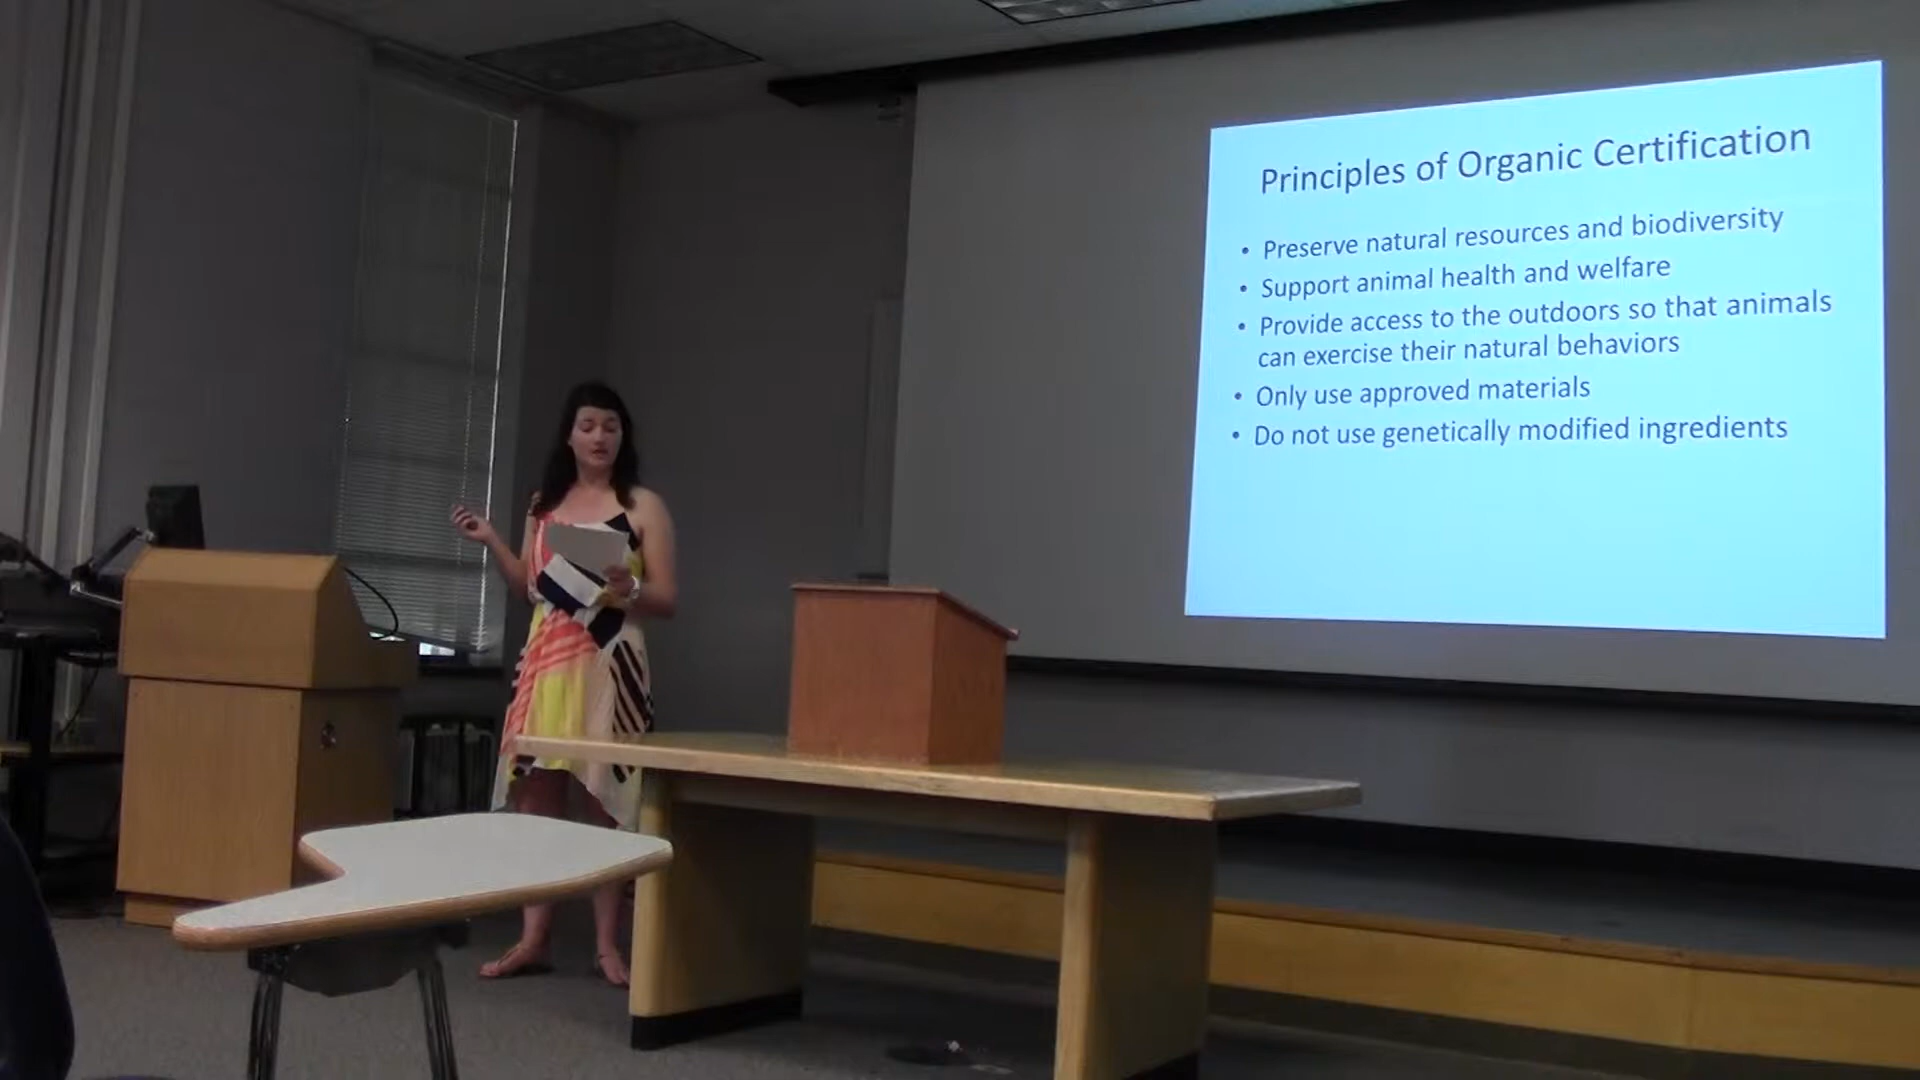 Principles of Organic Certification
• Preserve natural resources and biodiversity
• Support animal health and welfare
• Provide access to the outdoors so that animals
can exercise their natural behaviors
• Only use approved materials
• Do not use genetically modified ingredients